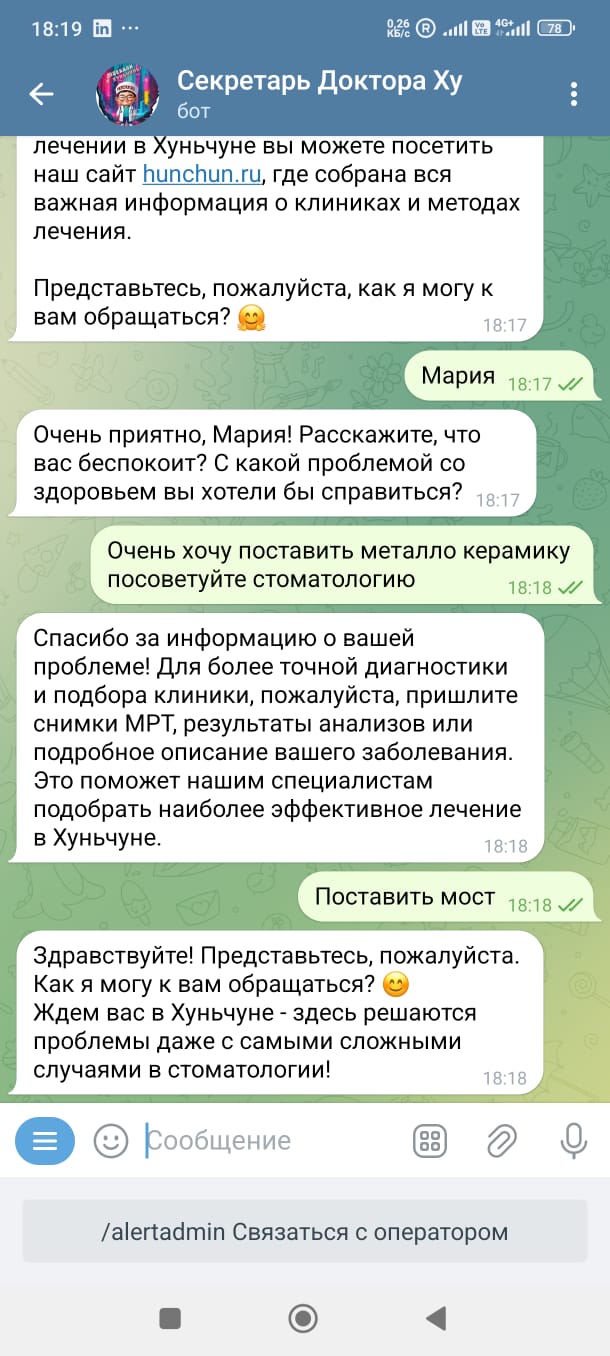 18:19
0,26 КБ/с
R
Vo LTE
4G+
78
Секретарь Доктора Ху
бот
лечении в Хуньчуне вы можете посетить
наш сайт hunchun.ru, где собрана вся
важная информация о клиниках и методах
лечения.
Представьтесь, пожалуйста, как я могу к
вам обращаться? 🤗
18:17
Мария 18:17
Очень приятно, Мария! Расскажите, что
вас беспокоит? С какой проблемой со
здоровьем вы хотели бы справиться? 18:17
Очень хочу поставить металло керамику
посоветуйте стоматологию 18:18
Спасибо за информацию о вашей
проблеме! Для более точной диагностики
и подбора клиники, пожалуйста, пришлите
снимки МРТ, результаты анализов или
подробное описание вашего заболевания.
Это поможет нашим специалистам
подобрать наиболее эффективное лечение
в Хуньчуне. 18:18
Поставить мост 18:18
Здравствуйте! Представьтесь, пожалуйста.
Как я могу к вам обращаться? 😊
Ждем вас в Хуньчуне - здесь решаются
проблемы даже с самыми сложными
случаями в стоматологии! 18:18
Сообщение
/alertadmin Связаться с оператором